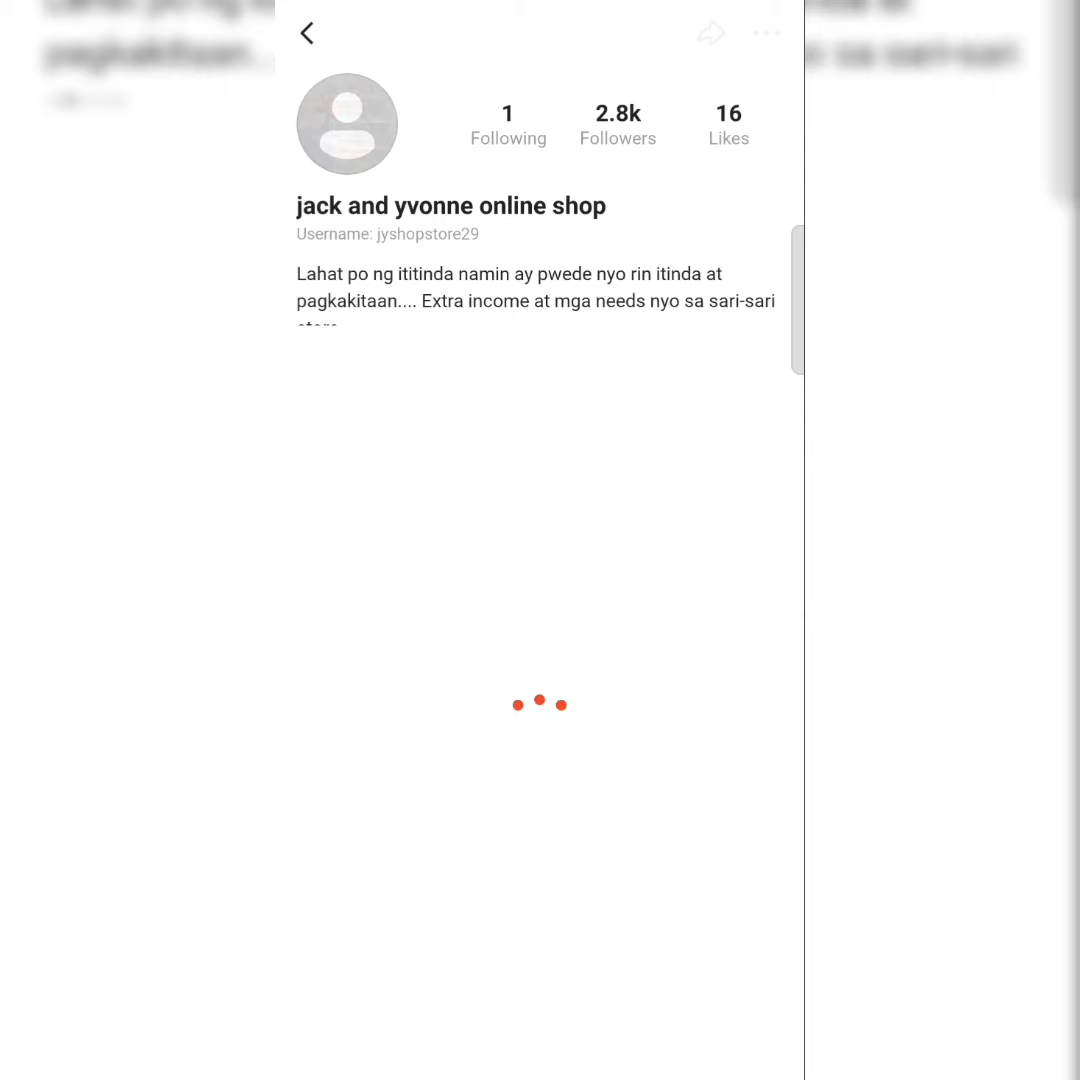 1 2.8k 16
Following Followers Likes
jack and yvonne online shop
Username: jyshopstore29
Lahat po ng ititinda namin ay pwede nyo rin itinda at
pagkakitaan.... Extra income at mga needs nyo sa sari-sari